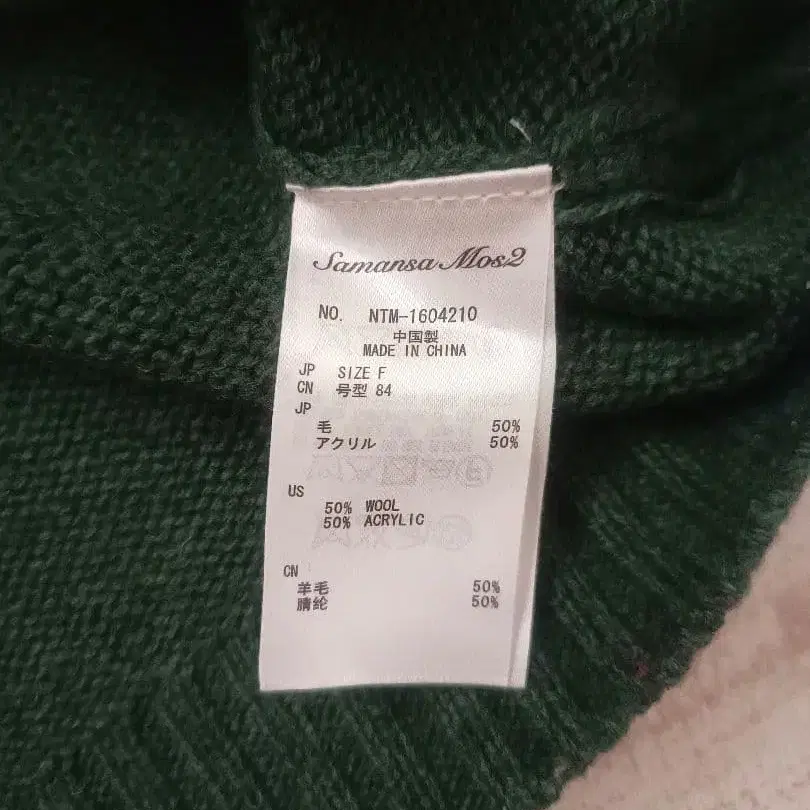 Samansa Mos2
NO. NTM-1604210
中国製
MADE IN CHINA
JP SIZE F
CN 号型 84
JP
毛 50%
アクリル 50%
US
50% WOOL
50% ACRYLIC
CN
羊毛 50%
腈纶 50%